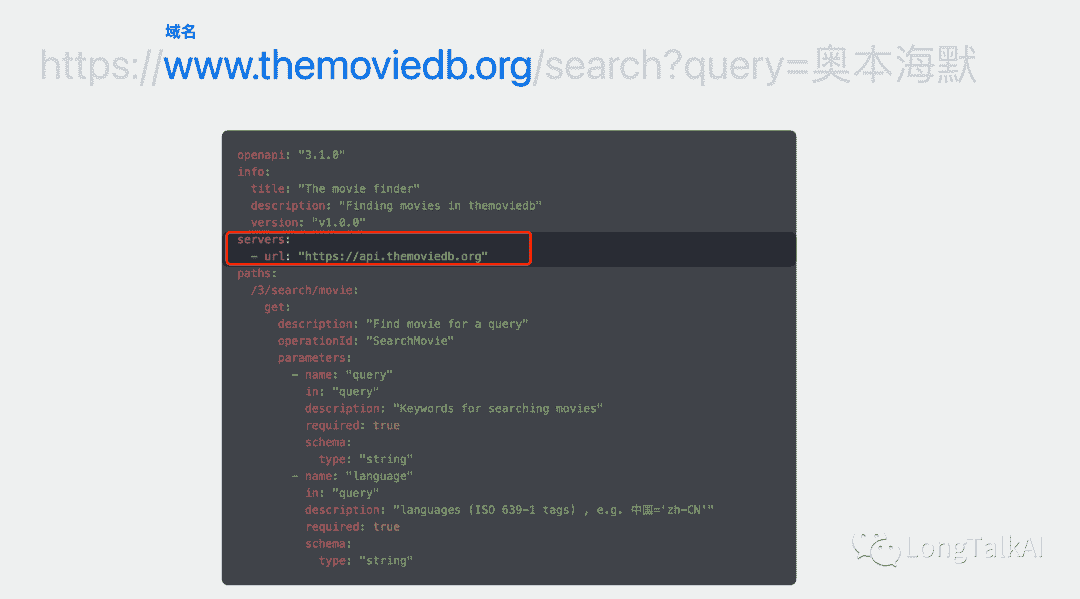 域名
https://www.themoviedb.org/search?query=奥本海默
openapi: "3.1.0"
info:
  title: "The movie finder"
  description: "Finding movies in themoviedb"
  version: "v1.0.0"
servers:
  - url: "https://api.themoviedb.org"
paths:
  /3/search/movie:
    get:
      description: "Find movie for a query"
      operationId: "SearchMovie"
      parameters:
        - name: "query"
          in: "query"
          description: "Keywords for searching movies"
          required: true
          schema:
            type: "string"
        - name: "language"
          in: "query"
          description: "languages (ISO 639-1 tags) , e.g. 中国='zh-CN'"
          required: true
          schema:
            type: "string"
LongTalkAI